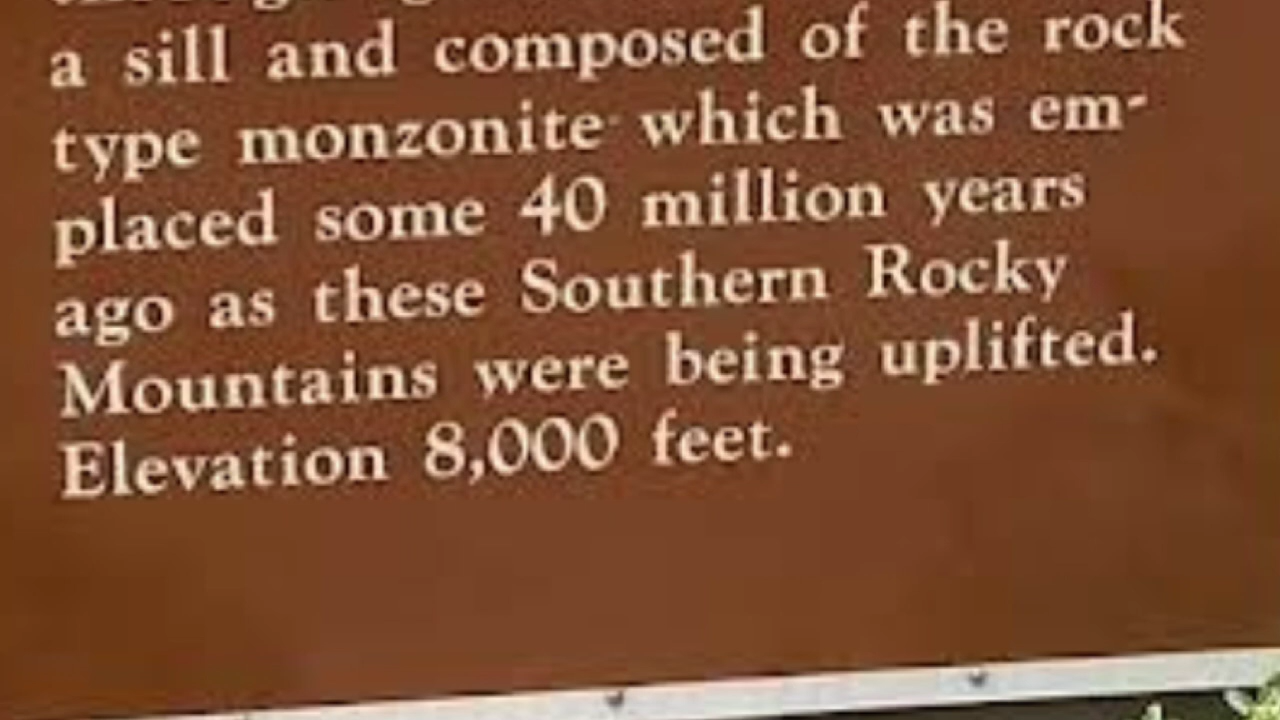 a sill and composed of the rock
type monzonite which was em-
placed some 40 million years
ago as these Southern Rocky
Mountains were being uplifted.
Elevation 8,000 feet.